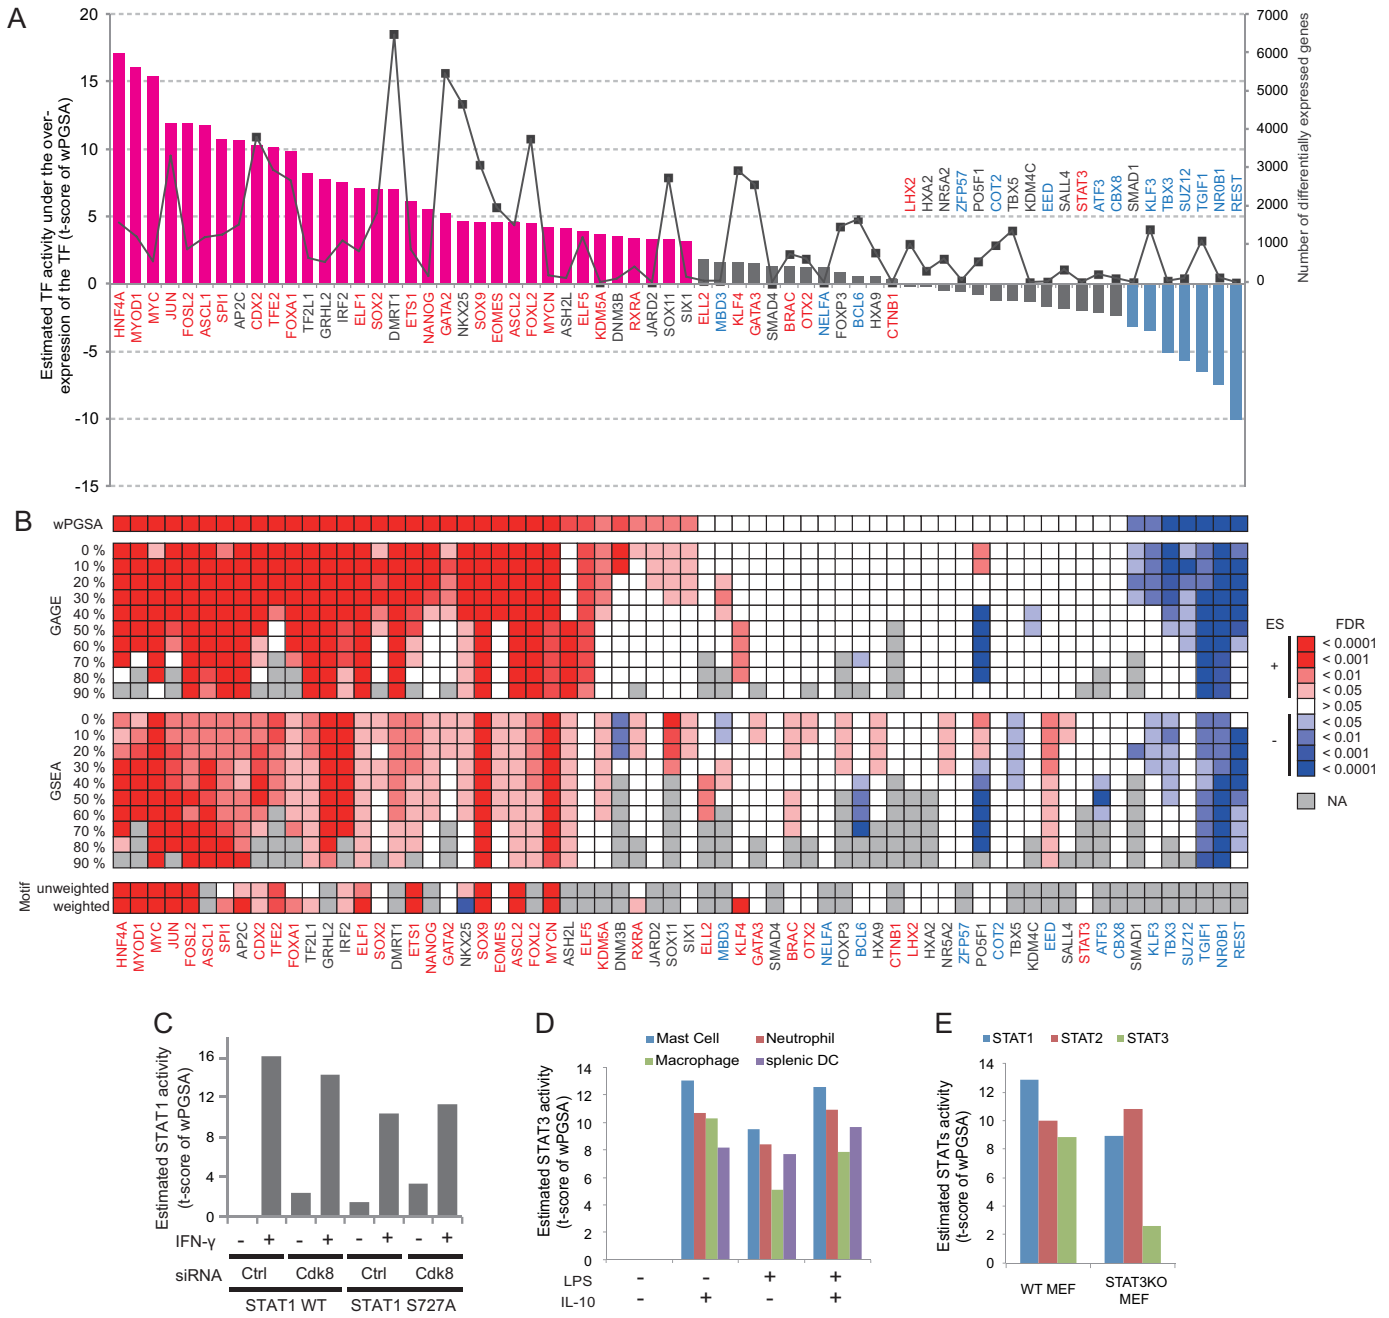 A
Estimated TF activity under the over-
expression of the TF (t-score of wPGSA)
20
15
10
5
0
-5
-10
-15
7000
6000
5000
4000
3000
2000
1000
0
Number of differentially expressed genes
HNF4A MYOD1 MYC JUN FOSL2 ASCL1 SPI1 AP2C CDX2 TFE2 FOXA1 TF2L1 GRHL2 IRF2 ELF1 SOX2 DMRT1 ETS1 NANOG GATA2 NKX25 SOX9 EOMES ASCL2 FOXL2 MYCN ASH2L ELF5 KDM5A DNM3B RXRA JARD2 SOX11 SIX1 ELL2 MBD3 KLF4 GATA3 SMAD4 BRAC OTX2 NELFA FOXP3 BCL6 HXA9 CTNB1
LHX2 HXA2 NR5A2 ZFP57 PO5F1 COT2 TBX5 KDM4C EED SALL4 STAT3 ATF3 CBX8 SMAD1 KLF3 TBX3 SUZ12 TGIF1 NR0B1 REST
B
wPGSA
GAGE
0 %
10 %
20 %
30 %
40 %
50 %
60 %
70 %
80 %
90 %
GSEA
0 %
10 %
20 %
30 %
40 %
50 %
60 %
70 %
80 %
90 %
Motif
unweighted
weighted
HNF4A MYOD1 MYC JUN FOSL2 ASCL1 SPI1 AP2C CDX2 TFE2 FOXA1 TF2L1 GRHL2 IRF2 ELF1 SOX2 DMRT1 ETS1 NANOG GATA2 NKX25 SOX9 EOMES ASCL2 FOXL2 MYCN ASH2L ELF5 KDM5A DNM3B RXRA JARD2 SOX11 SIX1 ELL2 MBD3 KLF4 GATA3 SMAD4 BRAC OTX2 NELFA FOXP3 BCL6 HXA9 CTNB1 LHX2 HXA2 NR5A2 ZFP57 PO5F1 COT2 TBX5 KDM4C EED SALL4 STAT3 ATF3 CBX8 SMAD1 KLF3 TBX3 SUZ12 TGIF1 NR0B1 REST
ES FDR
+
-
< 0.0001
< 0.001
< 0.01
< 0.05
> 0.05
< 0.05
< 0.01
< 0.001
< 0.0001
NA
C
Estimated STAT1 activity
(t-score of wPGSA)
16
12
8
4
0
IFN-γ - + - + - + - +
siRNA Ctrl Cdk8 Ctrl Cdk8
STAT1 WT STAT1 S727A
D
Mast Cell Neutrophil
Macrophage splenic DC
Estimated STAT3 activity
(t-score of wPGSA)
14
12
10
8
6
4
2
0
LPS - - + +
IL-10 - + - +
E
STAT1 STAT2 STAT3
Estimated STATs activity
(t-score of wPGSA)
14
12
10
8
6
4
2
0
WT MEF STAT3KO
MEF